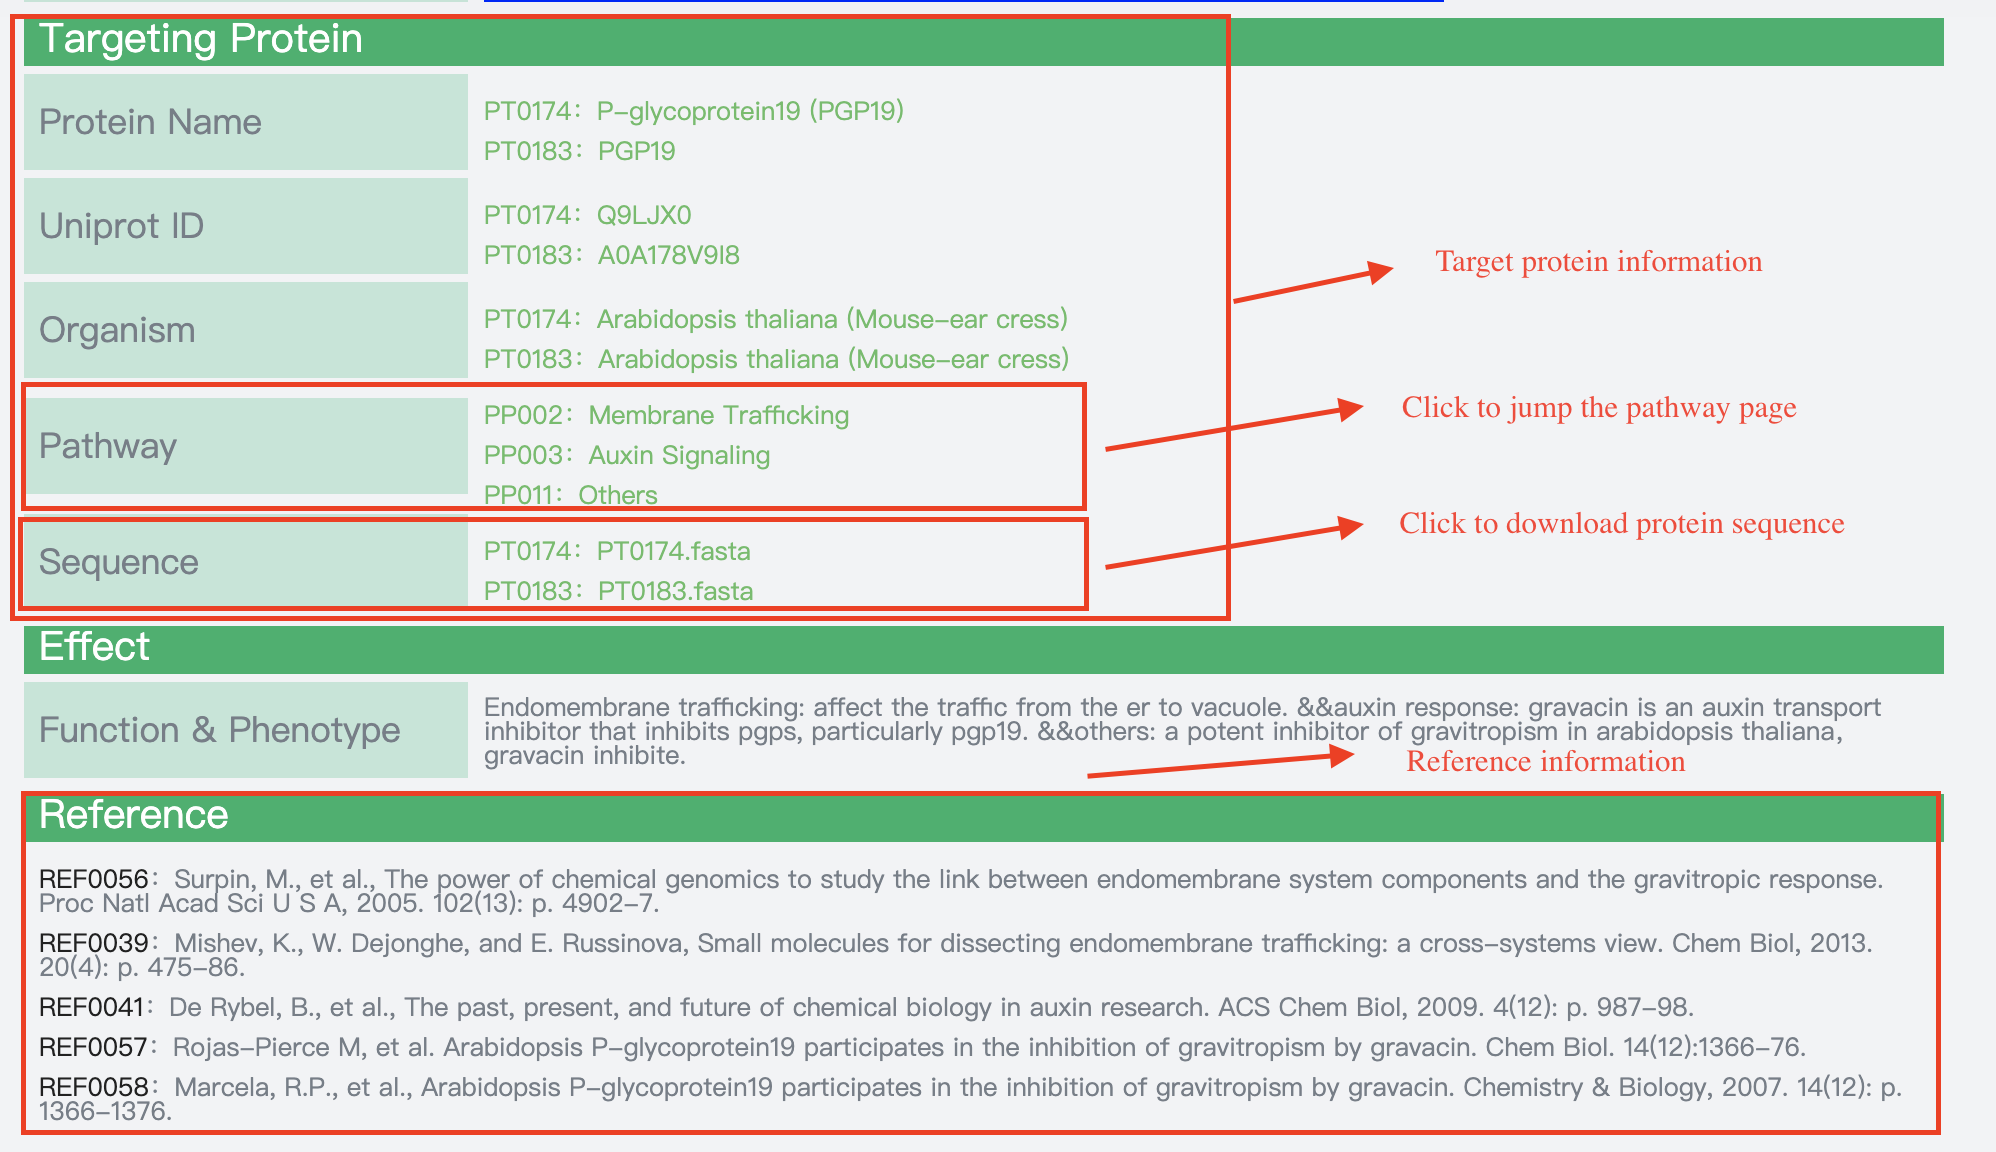 Targeting Protein
Protein Name
PT0174: P-glycoprotein19 (PGP19)
PT0183: PGP19
Uniprot ID
PT0174: Q9LJX0
PT0183: A0A178V9I8
Organism
PT0174: Arabidopsis thaliana (Mouse-ear cress)
PT0183: Arabidopsis thaliana (Mouse-ear cress)
Target protein information
Pathway
PP002: Membrane Trafficking
PP003: Auxin Signaling
PP011: Others
Click to jump the pathway page
Sequence
PT0174: PT0174.fasta
PT0183: PT0183.fasta
Click to download protein sequence
Effect
Function & Phenotype
Endomembrane trafficking: affect the traffic from the er to vacuole. &&auxin response: gravacin is an auxin transport
inhibitor that inhibits pgps, particularly pgp19. &&others: a potent inhibitor of gravitropism in arabidopsis thaliana,
gravacin inhibite.
Reference information
Reference
REF0056: Surpin, M., et al., The power of chemical genomics to study the link between endomembrane system components and the gravitropic response.
Proc Natl Acad Sci U S A, 2005. 102(13): p. 4902-7.
REF0039: Mishev, K., W. Dejonghe, and E. Russinova, Small molecules for dissecting endomembrane trafficking: a cross-systems view. Chem Biol, 2013.
20(4): p. 475-86.
REF0041: De Rybel, B., et al., The past, present, and future of chemical biology in auxin research. ACS Chem Biol, 2009. 4(12): p. 987-98.
REF0057: Rojas-Pierce M, et al. Arabidopsis P-glycoprotein19 participates in the inhibition of gravitropism by gravacin. Chem Biol. 14(12):1366-76.
REF0058: Marcela, R.P., et al., Arabidopsis P-glycoprotein19 participates in the inhibition of gravitropism by gravacin. Chemistry & Biology, 2007. 14(12): p.
1366-1376.